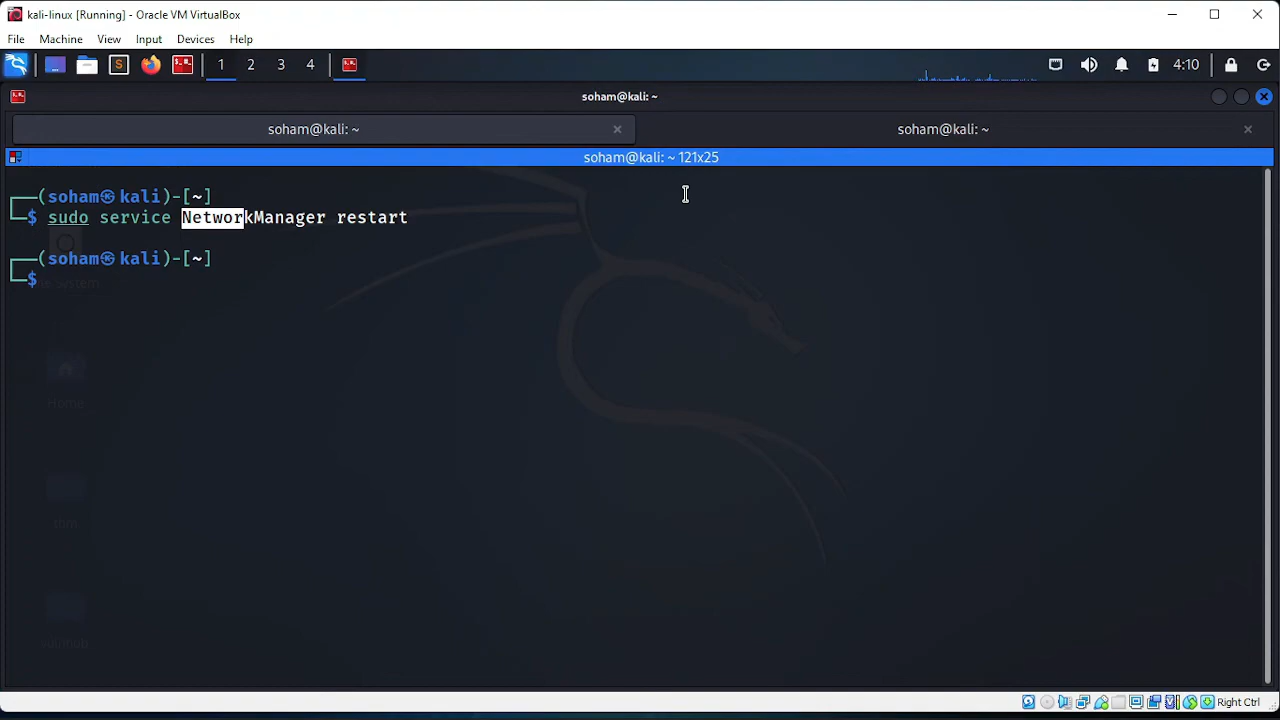 kali-linux [Running] - Oracle VM VirtualBox
File Machine View Input Devices Help
1 2 3 4 4:10
soham@kali: ~
soham@kali: ~ soham@kali: ~
soham@kali: ~ 121x25
┌──(soham㉿kali)-[~]
└─$ sudo service NetworkManager restart
┌──(soham㉿kali)-[~]
└─$
Home
Right Ctrl